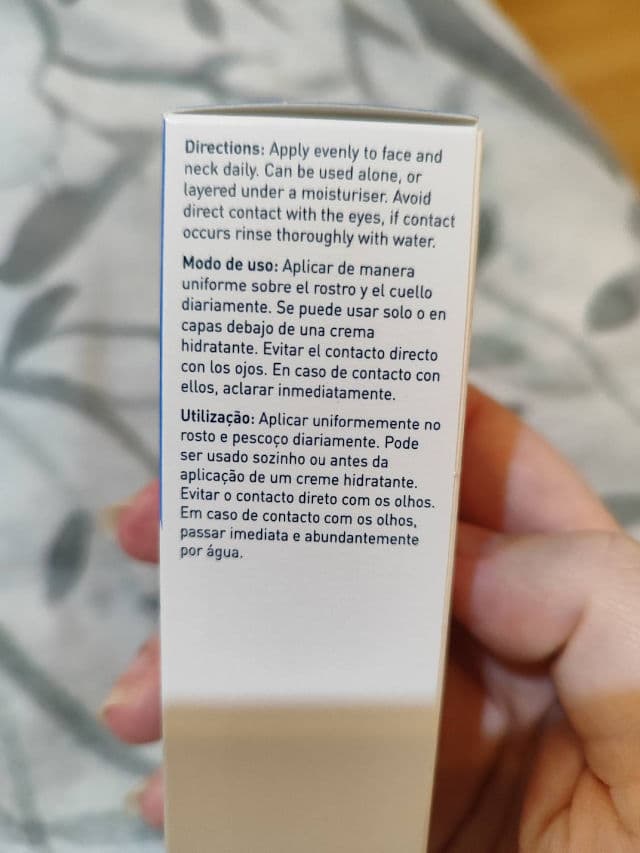 Directions: Apply evenly to face and
neck daily. Can be used alone, or
layered under a moisturiser. Avoid
direct contact with the eyes, if contact
occurs rinse thoroughly with water.
Modo de uso: Aplicar de manera
uniforme sobre el rostro y el cuello
diariamente. Se puede usar solo o en
capas debajo de una crema
hidratante. Evitar el contacto directo
con los ojos. En caso de contacto con
ellos, aclarar inmediatamente.
Utilização: Aplicar uniformemente no
rosto e pescoço diariamente. Pode
ser usado sozinho ou antes da
aplicação de um creme hidratante.
Evitar o contacto direto com os olhos.
Em caso de contacto com os olhos,
passar imediata e abundantemente
por água.